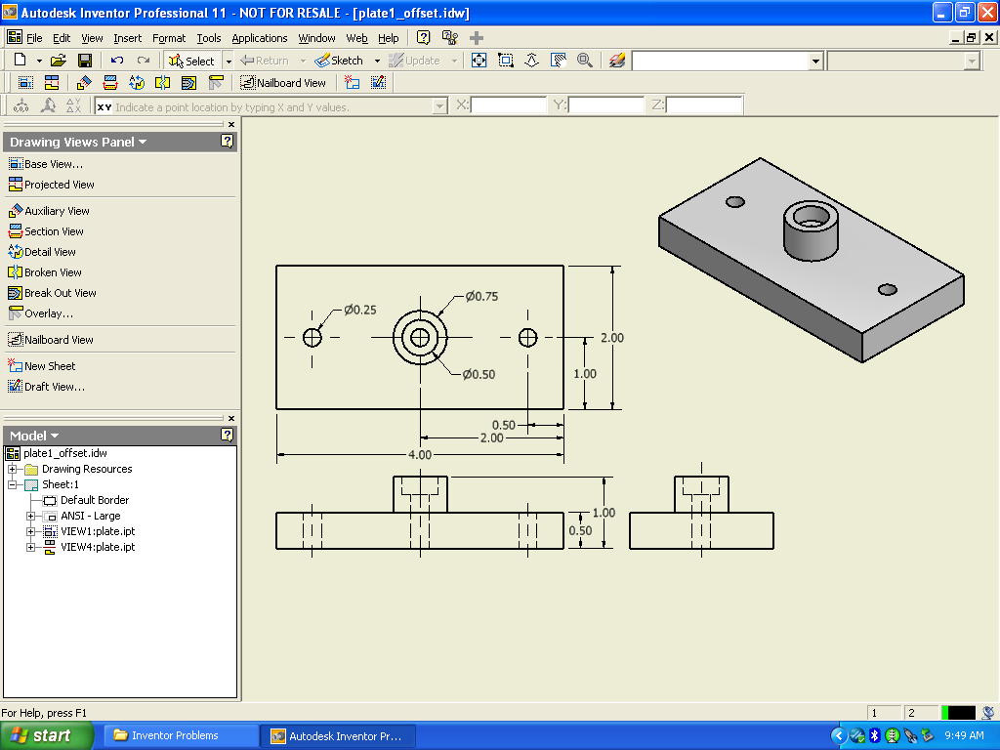 Autodesk Inventor Professional 11 - NOT FOR RESALE - [plate1_offset.idw]
File Edit View Insert Format Tools Applications Window Web Help
Select Return Sketch Update
Nailboard View
XY Indicate a point location by typing X and Y values. X: Y: Z:
Drawing Views Panel
Base View...
Projected View
Auxiliary View
Section View
Detail View
Broken View
Break Out View
Overlay...
Nailboard View
New Sheet
Draft View...
Model
plate1_offset.idw
Drawing Resources
Sheet:1
Default Border
ANSI - Large
VIEW1:plate.ipt
VIEW4:plate.ipt
Ø0.75
Ø0.25
2.00
Ø0.50
1.00
0.50
2.00
4.00
1.00
0.50
For Help, press F1
1 2
start
Inventor Problems
Autodesk Inventor Pr...
9:49 AM